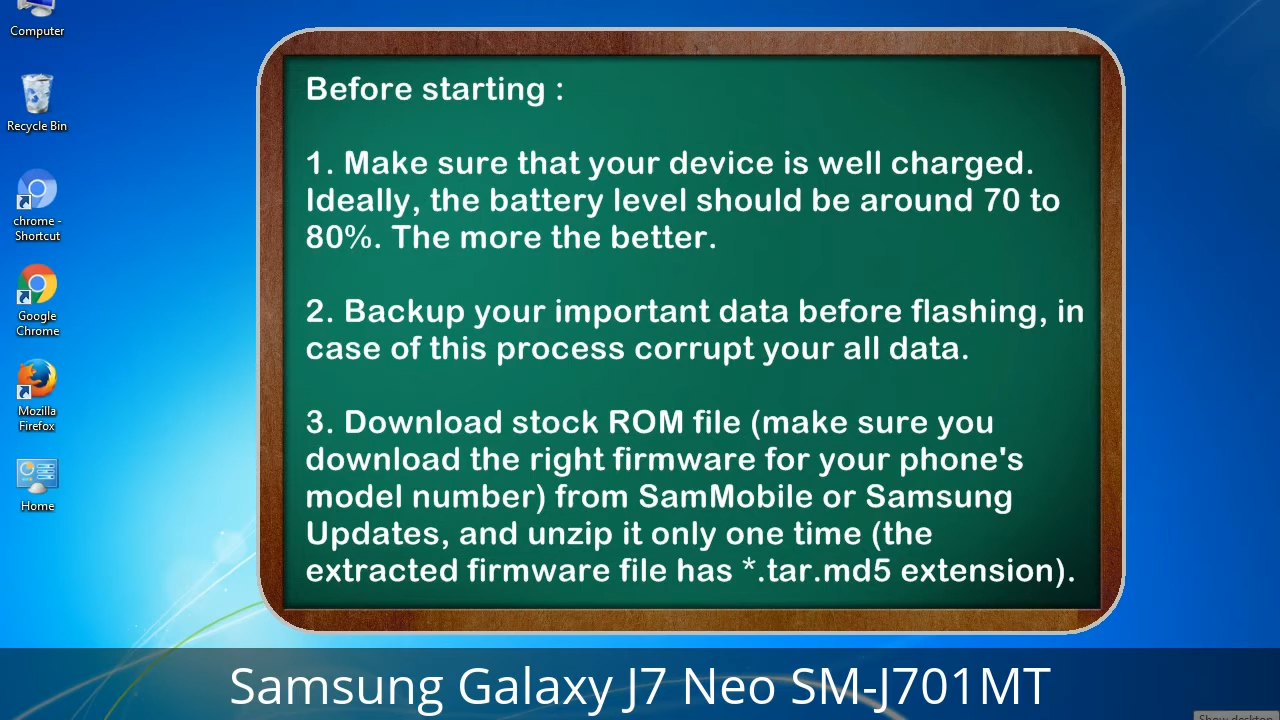 Computer
Recycle Bin
chrome -
Shortcut
Google
Chrome
Mozilla
Firefox
Home
Before starting :
1. Make sure that your device is well charged.
Ideally, the battery level should be around 70 to
80%. The more the better.
2. Backup your important data before flashing, in
case of this process corrupt your all data.
3. Download stock ROM file (make sure you
download the right firmware for your phone's
model number) from SamMobile or Samsung
Updates, and unzip it only one time (the
extracted firmware file has *.tar.md5 extension).
Samsung Galaxy J7 Neo SM-J701MT
Show desktop